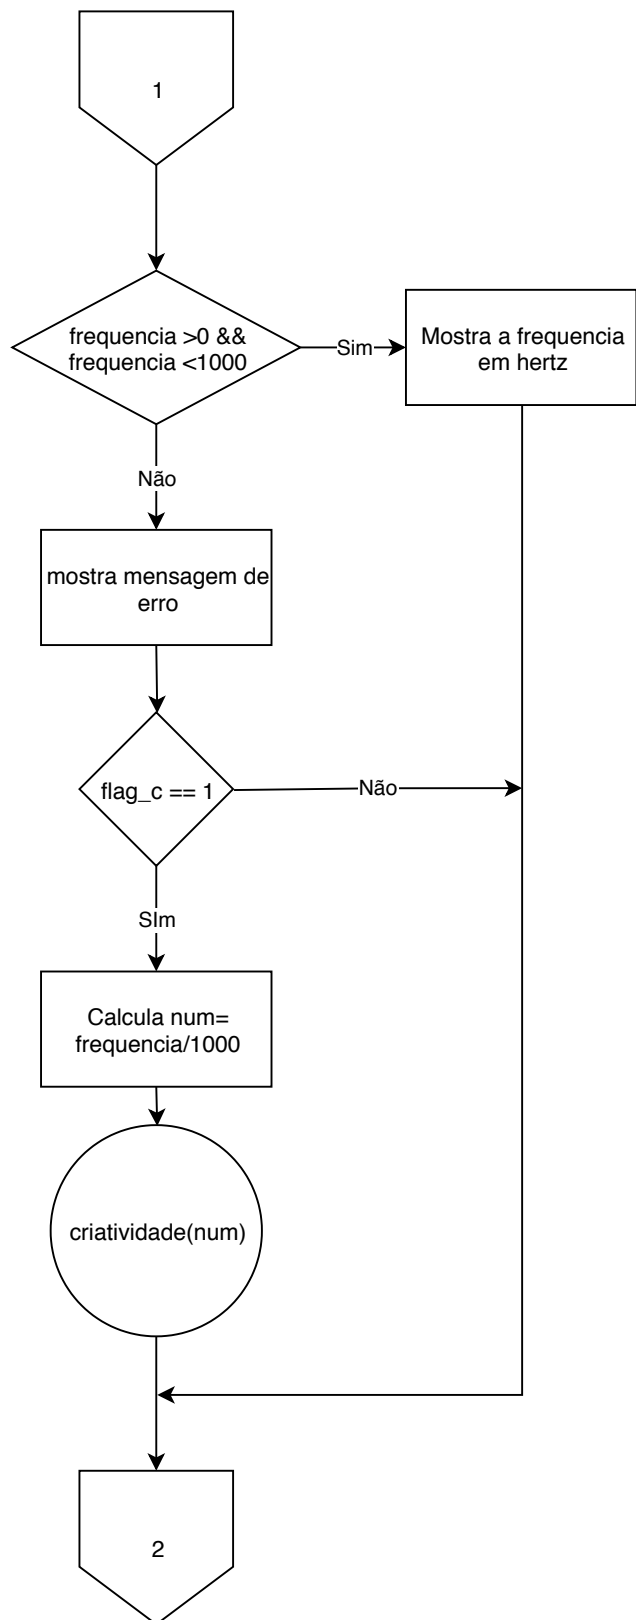 1
frequencia >0 &&
frequencia <1000
Sim
Mostra a frequencia
em hertz
Não
mostra mensagem de
erro
flag_c == 1
Não
SIm
Calcula num=
frequencia/1000
criatividade(num)
2